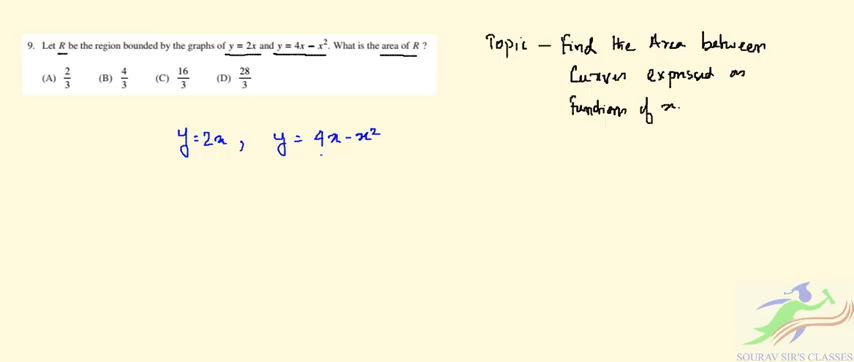 9. Let R be the region bounded by the graphs of y = 2x and y = 4x − x². What is the area of R ?
(A) 2/3 (B) 4/3 (C) 16/3 (D) 28/3
Topic - Find the Area between
Curves expressed as
functions of x.
y=2x, y = 4x-x²
SOURAV SIR'S CLASSES